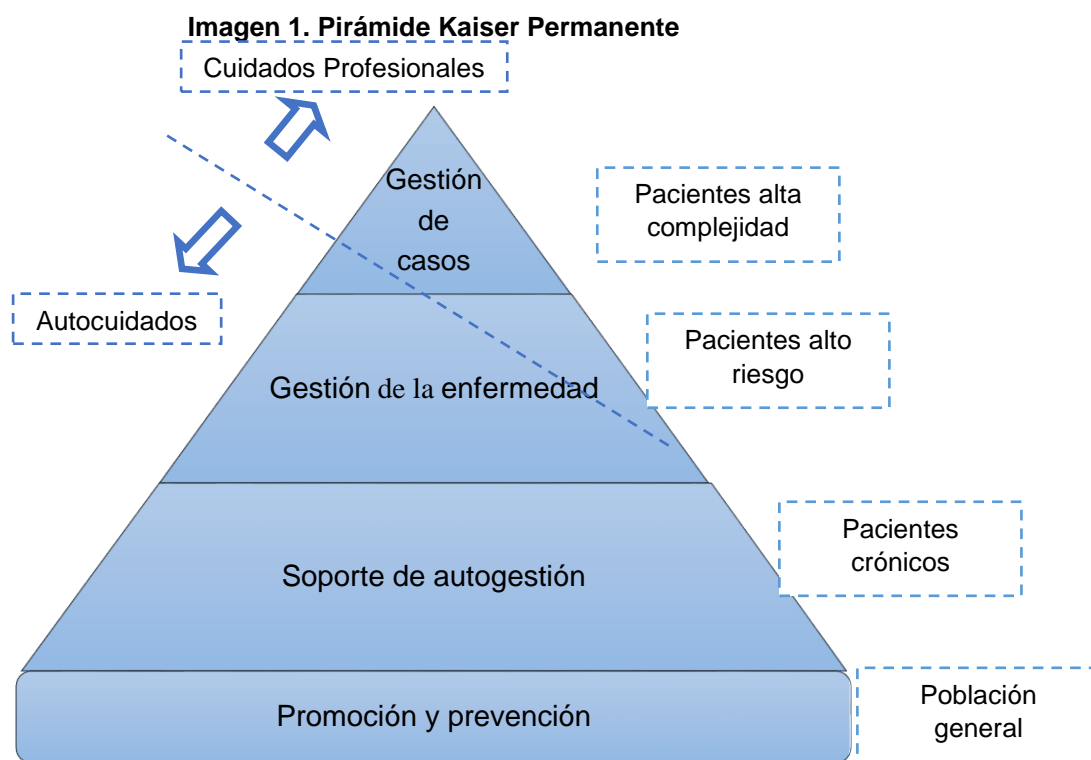 Imagen 1. Pirámide Kaiser Permanente
Cuidados Profesionales
Gestión
de
casos
Pacientes alta
complejidad
Autocuidados
Pacientes alto
riesgo
Gestión de la enfermedad
Pacientes
crónicos
Soporte de autogestión
Promoción y prevención
Población
general